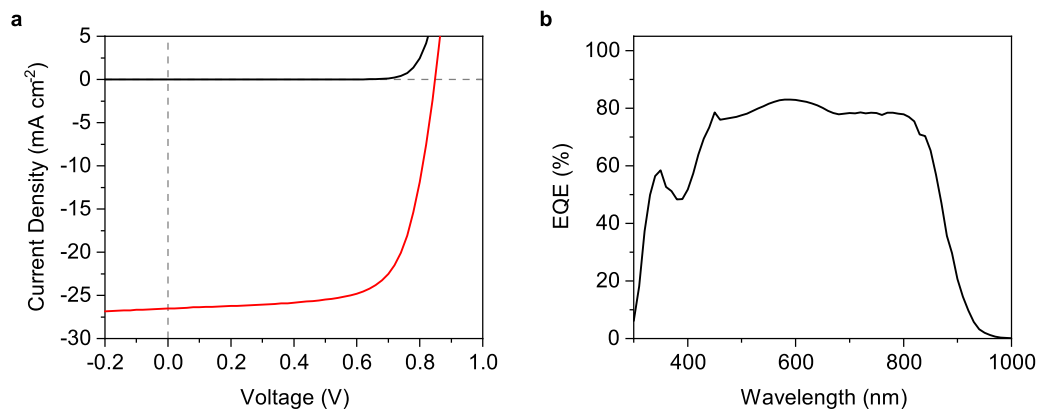 a
5
0
-5
-10
-15
-20
-25
-30
-0.2 0.0 0.2 0.4 0.6 0.8 1.0
Voltage (V)
Current Density (mA cm-2)
b
100
80
60
40
20
0
400 600 800 1000
Wavelength (nm)
EQE (%)